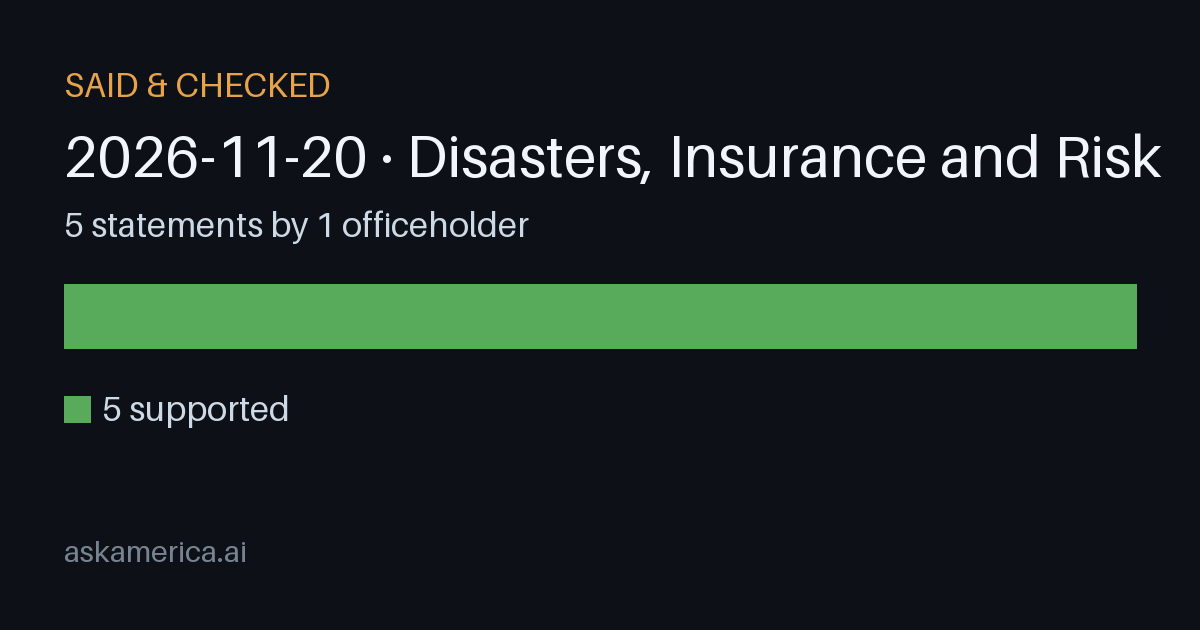 SAID & CHECKED
2026-11-20 · Disasters, Insurance and Risk
5 statements by 1 officeholder
5 supported
askamerica.ai